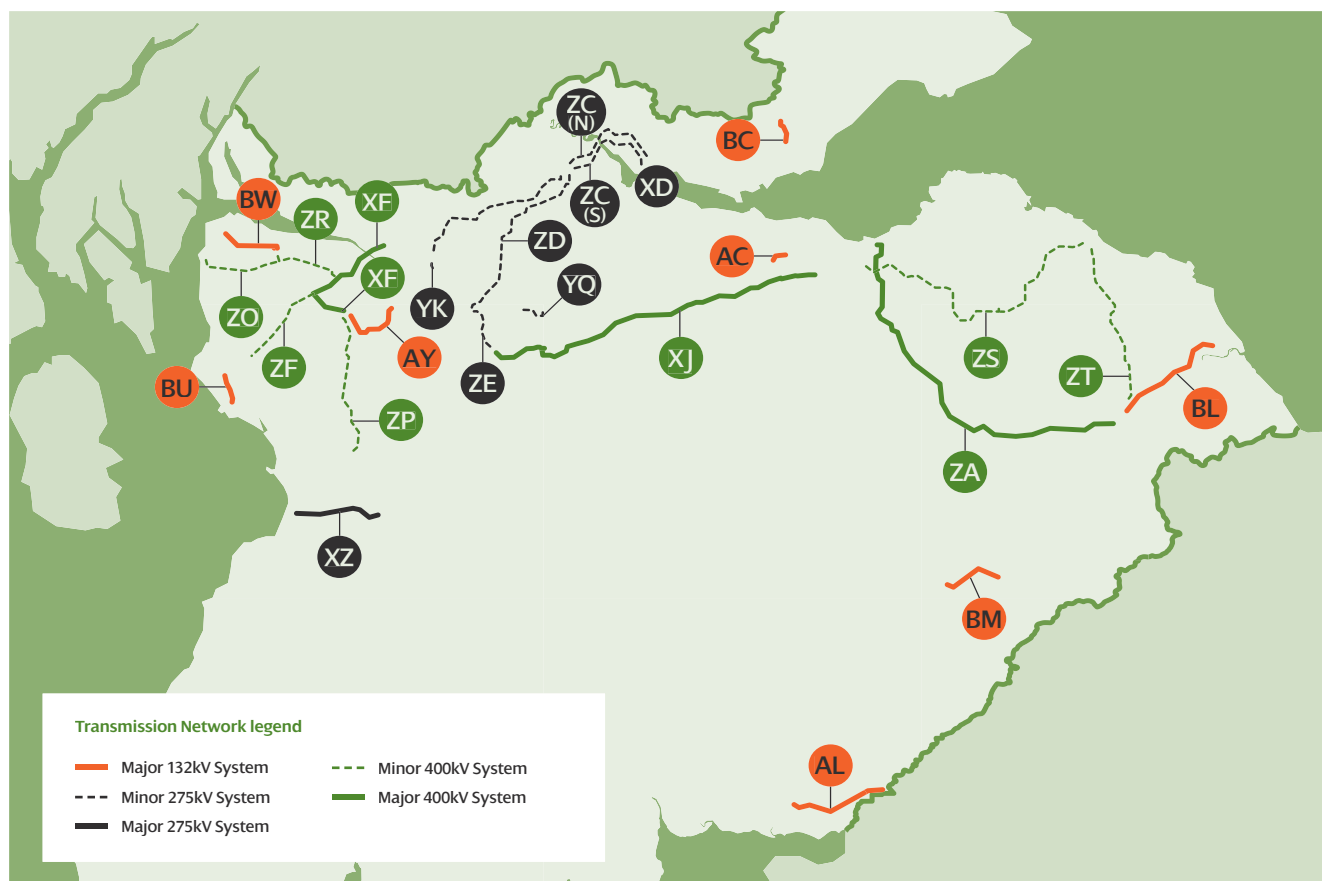 ZC
(N)
BC
XD
BW
XF
ZR
ZC
(S)
ZD
AC
XF
YQ
YK
ZO
AY
ZF
XJ
ZS
ZT
BU
ZE
BL
ZP
ZA
XZ
BM
AL
Transmission Network legend
Major 132kV System
Minor 275kV System
Major 275kV System
Minor 400kV System
Major 400kV System